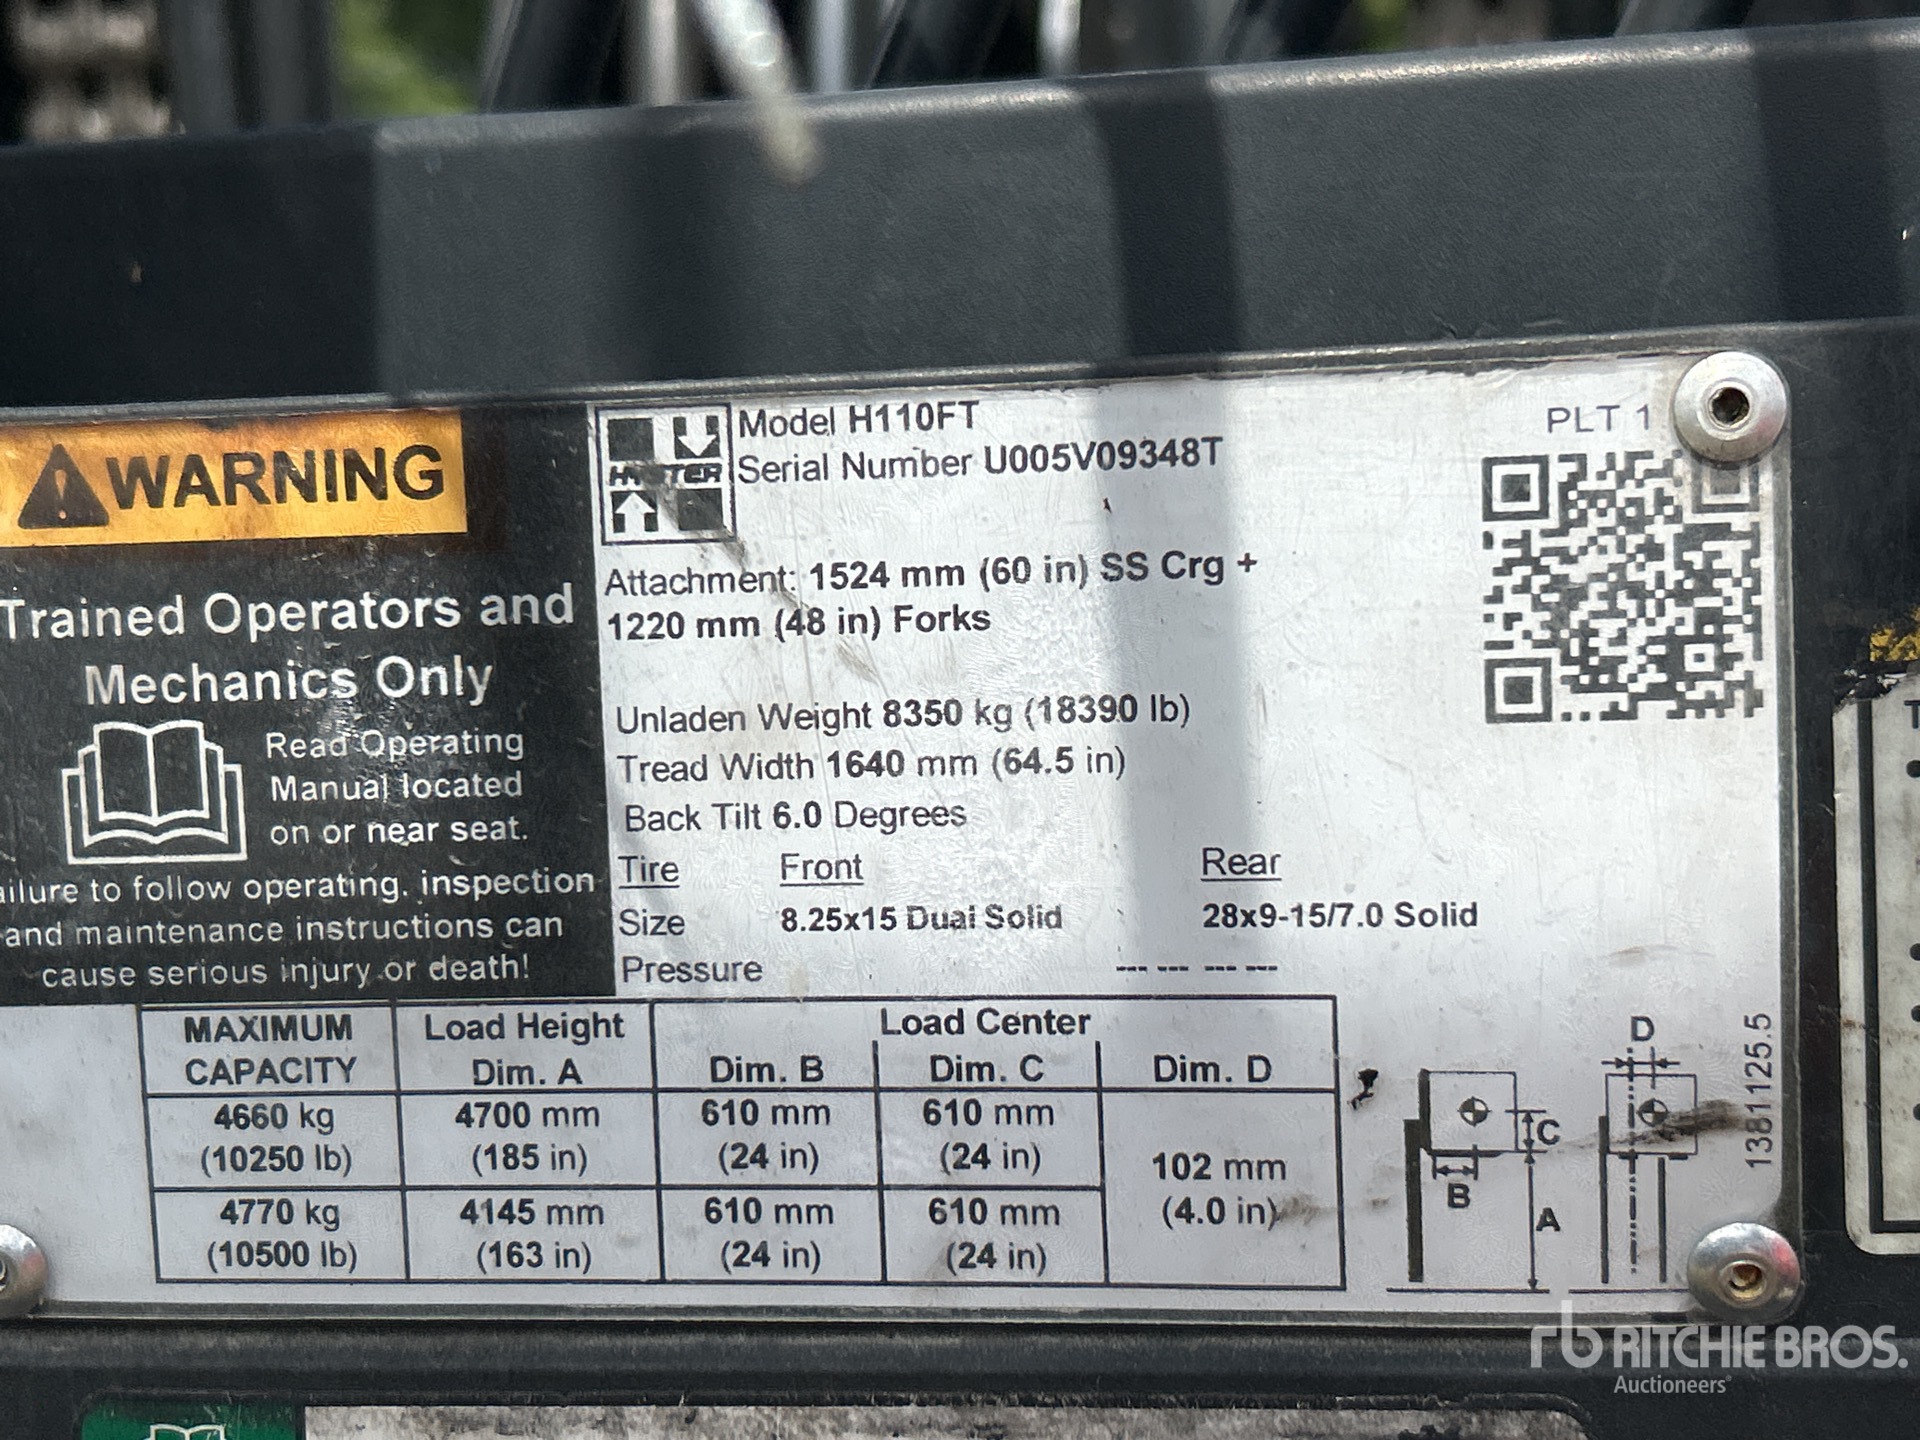 WARNING
Trained Operators and
Mechanics Only
Read Operating
Manual located
on or near seat.
ailure to follow operating, inspection
and maintenance instructions can
cause serious injury or death!
HYSTER
Model H110FT
Serial Number U005V09348T
PLT 1
Attachment: 1524 mm (60 in) SS Crg +
1220 mm (48 in) Forks
Unladen Weight 8350 kg (18390 lb)
Tread Width 1640 mm (64.5 in)
Back Tilt 6.0 Degrees
Tire Front Rear
Size 8.25x15 Dual Solid 28x9-15/7.0 Solid
Pressure --- --- --- ---
MAXIMUM Load Height Load Center
CAPACITY Dim. A Dim. B Dim. C Dim. D
4660 kg 4700 mm 610 mm 610 mm
(10250 lb) (185 in) (24 in) (24 in)
102 mm
(4.0 in)
4770 kg 4145 mm 610 mm 610 mm
(10500 lb) (163 in) (24 in) (24 in)
D
C
B
A
1381125.5
T
rb RITCHIE BROS.
Auctioneers